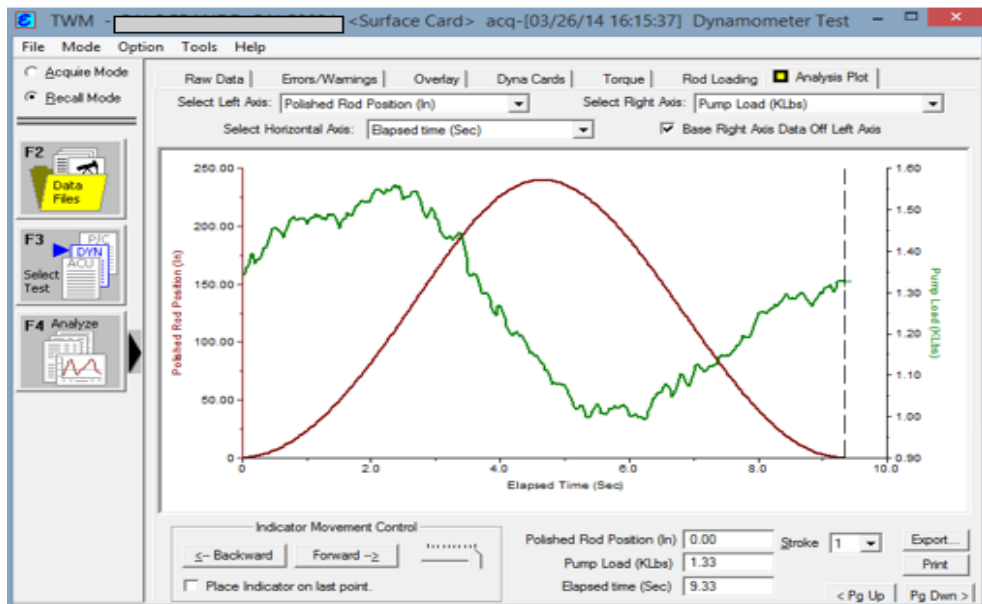 TWM - <Surface Card> acq-[03/26/14 16:15:37] Dynamometer Test
File Mode Option Tools Help
Acquire Mode
Recall Mode
Raw Data Errors/Warnings Overlay Dyna Cards Torque Rod Loading Analysis Plot
Select Left Axis: Polished Rod Position (In) Select Right Axis: Pump Load (KLbs)
Select Horizontal Axis: Elapsed time (Sec) Base Right Axis Data Off Left Axis
F2
Data
Files
F3
P/C
DYN
ACU
Select
Test
F4 Analyze
250.00
200.00
150.00
100.00
50.00
0
Polished Rod Position (In)
1.60
1.50
1.40
1.30
1.20
1.10
1.00
0.90
Pump Load (KLbs)
0 2.0 4.0 6.0 8.0 10.0
Elapsed Time (Sec)
Indicator Movement Control
<-- Backward Forward -->
Place Indicator on last point.
Polished Rod Position (In) 0.00
Pump Load (KLbs) 1.33
Elapsed time (Sec) 9.33
Stroke 1
Export...
Print
< Pg Up Pg Dwn >